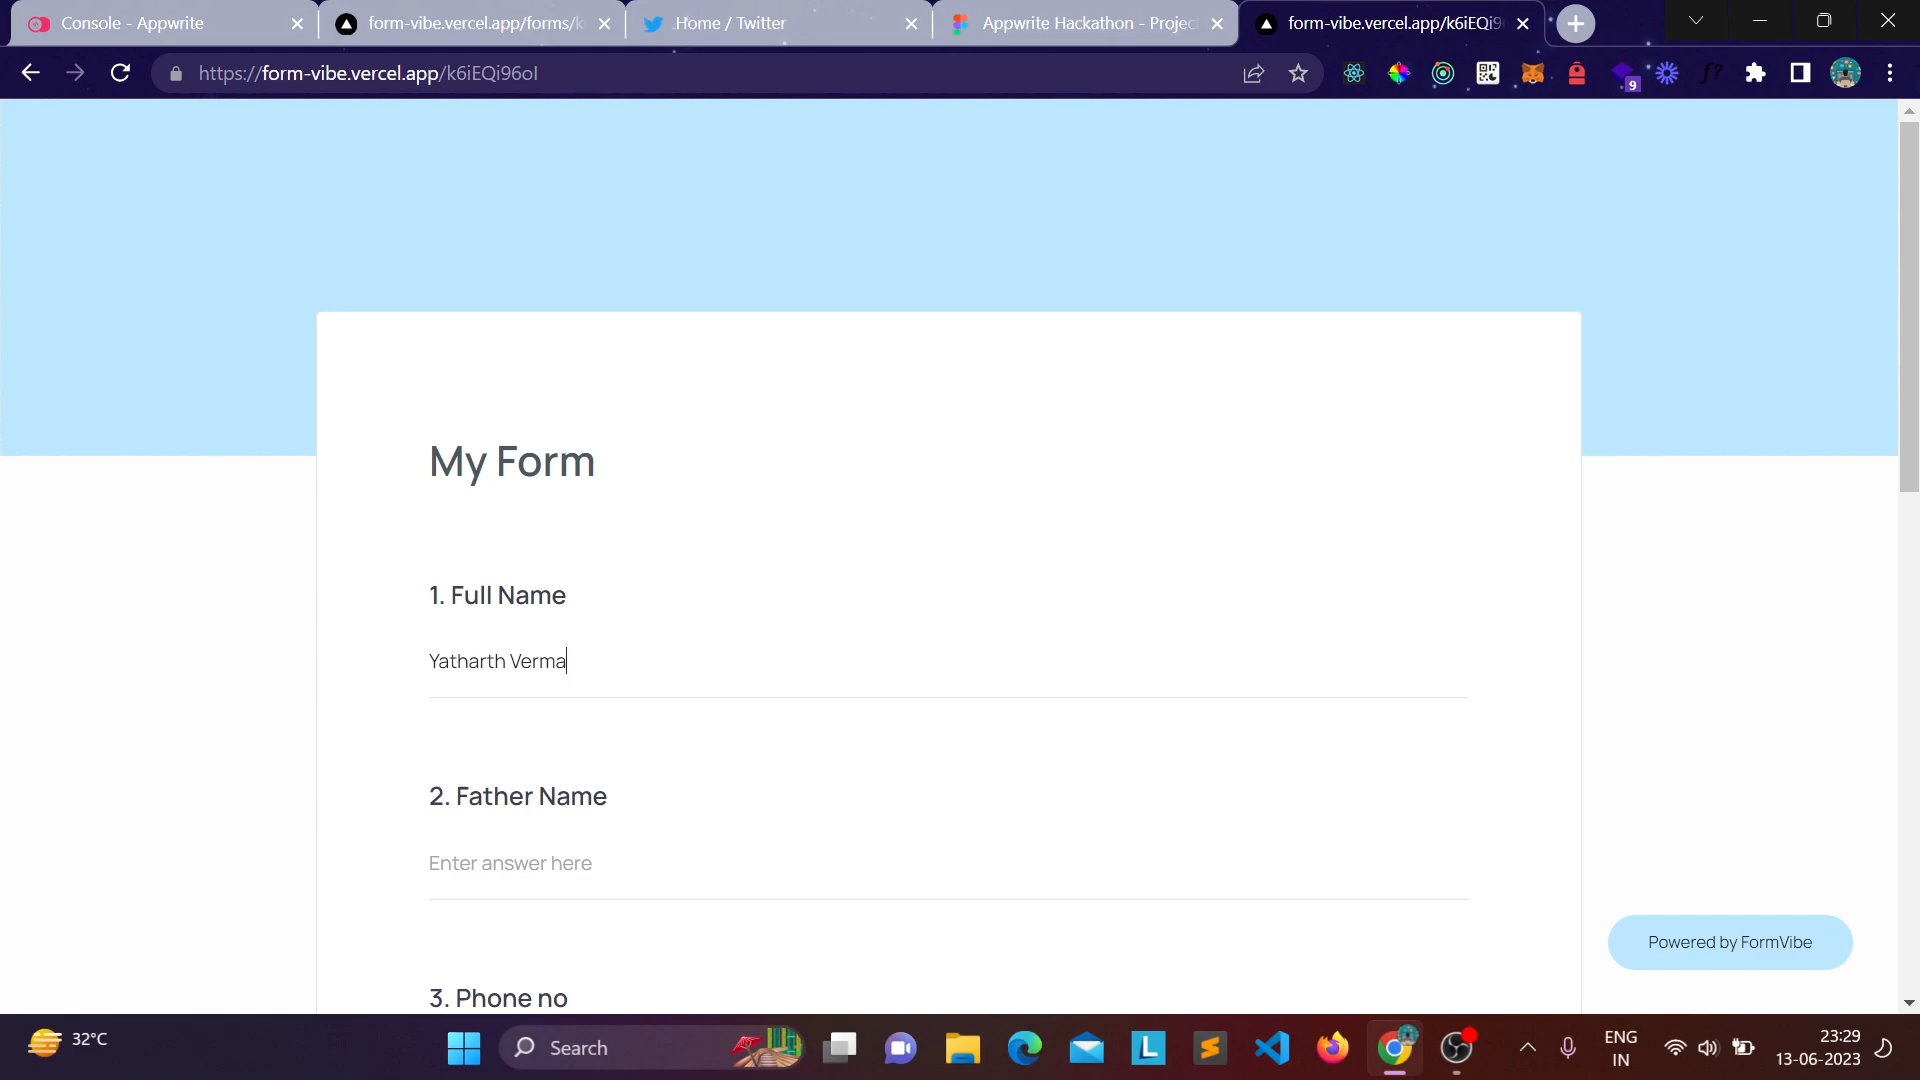 Console - Appwrite
form-vibe.vercel.app/forms/k
Home / Twitter
Appwrite Hackathon - Project
form-vibe.vercel.app/k6iEQi9
https://form-vibe.vercel.app/k6iEQi96oI
f?
9
My Form
1. Full Name
Yatharth Verma
2. Father Name
Enter answer here
3. Phone no
Powered by FormVibe
32°C
Search
L
ENG
IN
23:29
13-06-2023